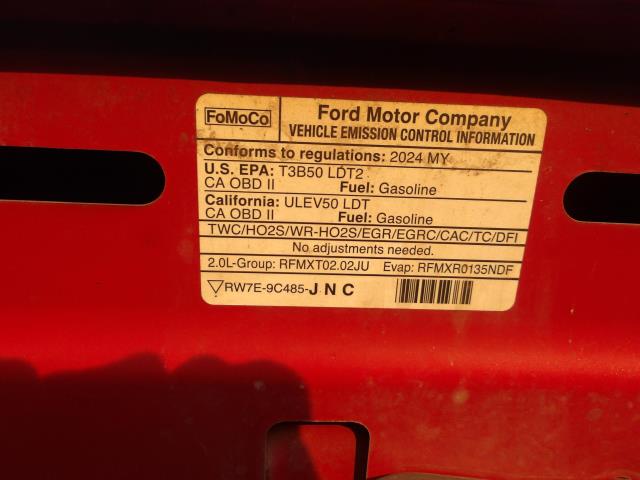 FoMoCo
Ford Motor Company
VEHICLE EMISSION CONTROL INFORMATION
Conforms to regulations: 2024 MY
U.S. EPA: T3B50 LDT2
CA OBD II Fuel: Gasoline
California: ULEV50 LDT
CA OBD II Fuel: Gasoline
TWC/HO2S/WR-HO2S/EGR/EGRC/CAC/TC/DFI
No adjustments needed.
2.0L-Group: RFMXT02.02JU Evap: RFMXR0135NDF
RW7E-9C485-JNC